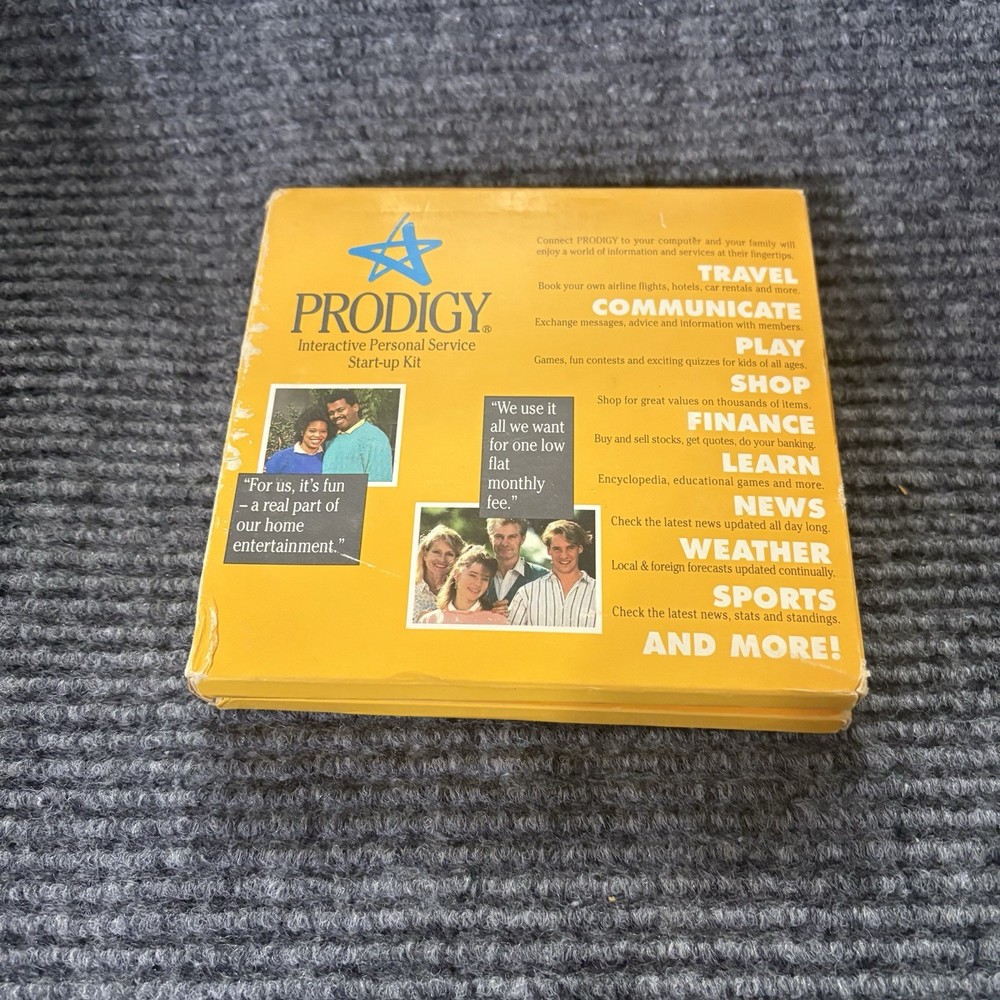 PRODIGY®
Interactive Personal Service
Start-up Kit
"For us, it's fun
– a real part of
our home
entertainment."
"We use it
all we want
for one low
flat
monthly
fee."
Connect PRODIGY to your computer and your family will
enjoy a world of information and services at their fingertips.
TRAVEL
Book your own airline flights, hotels, car rentals and more.
COMMUNICATE
Exchange messages, advice and information with members.
PLAY
Games, fun contests and exciting quizzes for kids of all ages.
SHOP
Shop for great values on thousands of items.
FINANCE
Buy and sell stocks, get quotes, do your banking.
LEARN
Encyclopedia, educational games and more.
NEWS
Check the latest news updated all day long.
WEATHER
Local & foreign forecasts updated continually.
SPORTS
Check the latest news, stats and standings.
AND MORE!